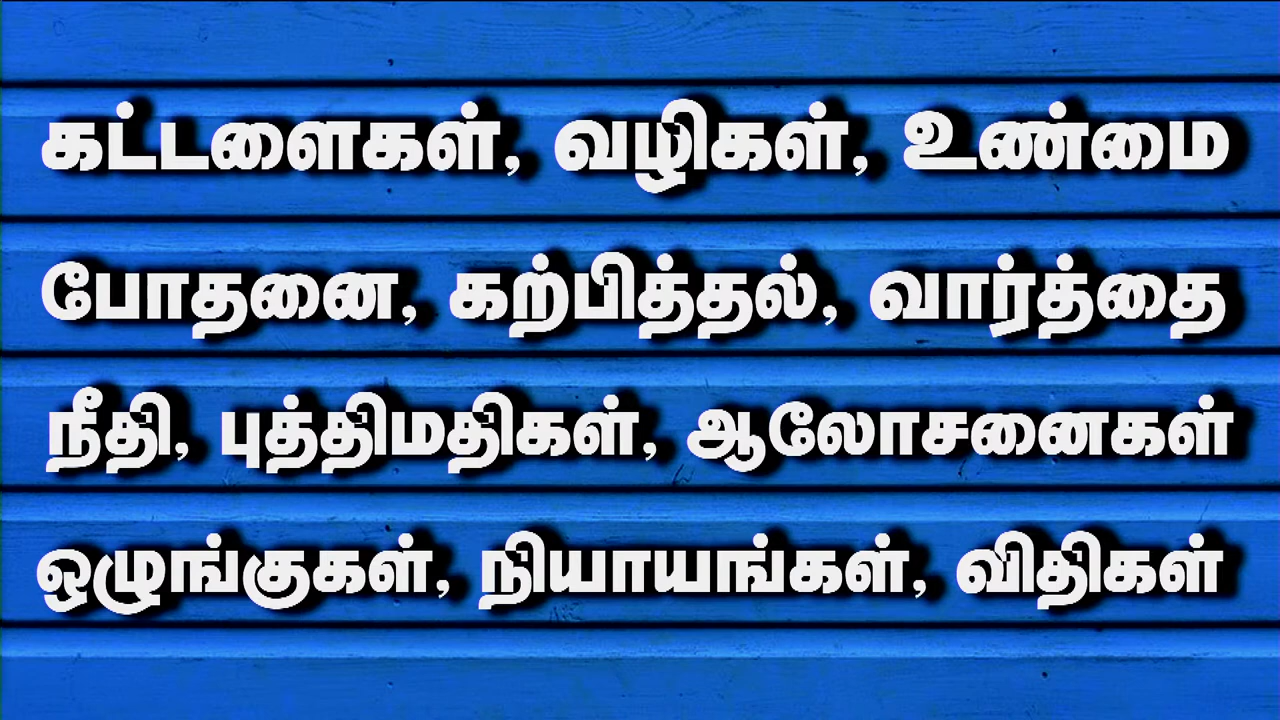 கட்டளைகள், வழிகள், உண்மை
போதனை, கற்பித்தல், வார்த்தை
நீதி, புத்திமதிகள், ஆலோசனைகள்
ஒழுங்குகள், நியாயங்கள், விதிகள்